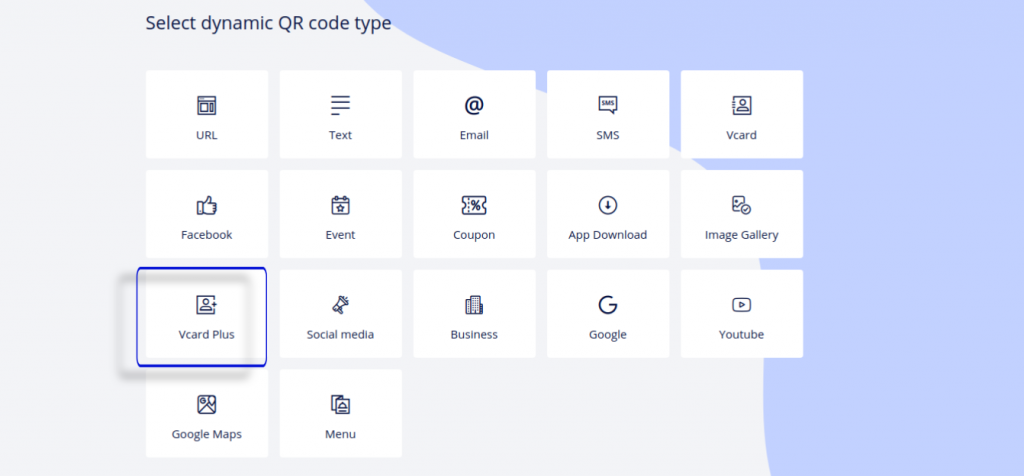 Select dynamic QR code type
URL
Text
@
Email
SMS
SMS
Vcard
Facebook
Event
%
Coupon
App Download
Image Gallery
Vcard Plus
Social media
Business
G
Google
Youtube
G
Google Maps
Menu